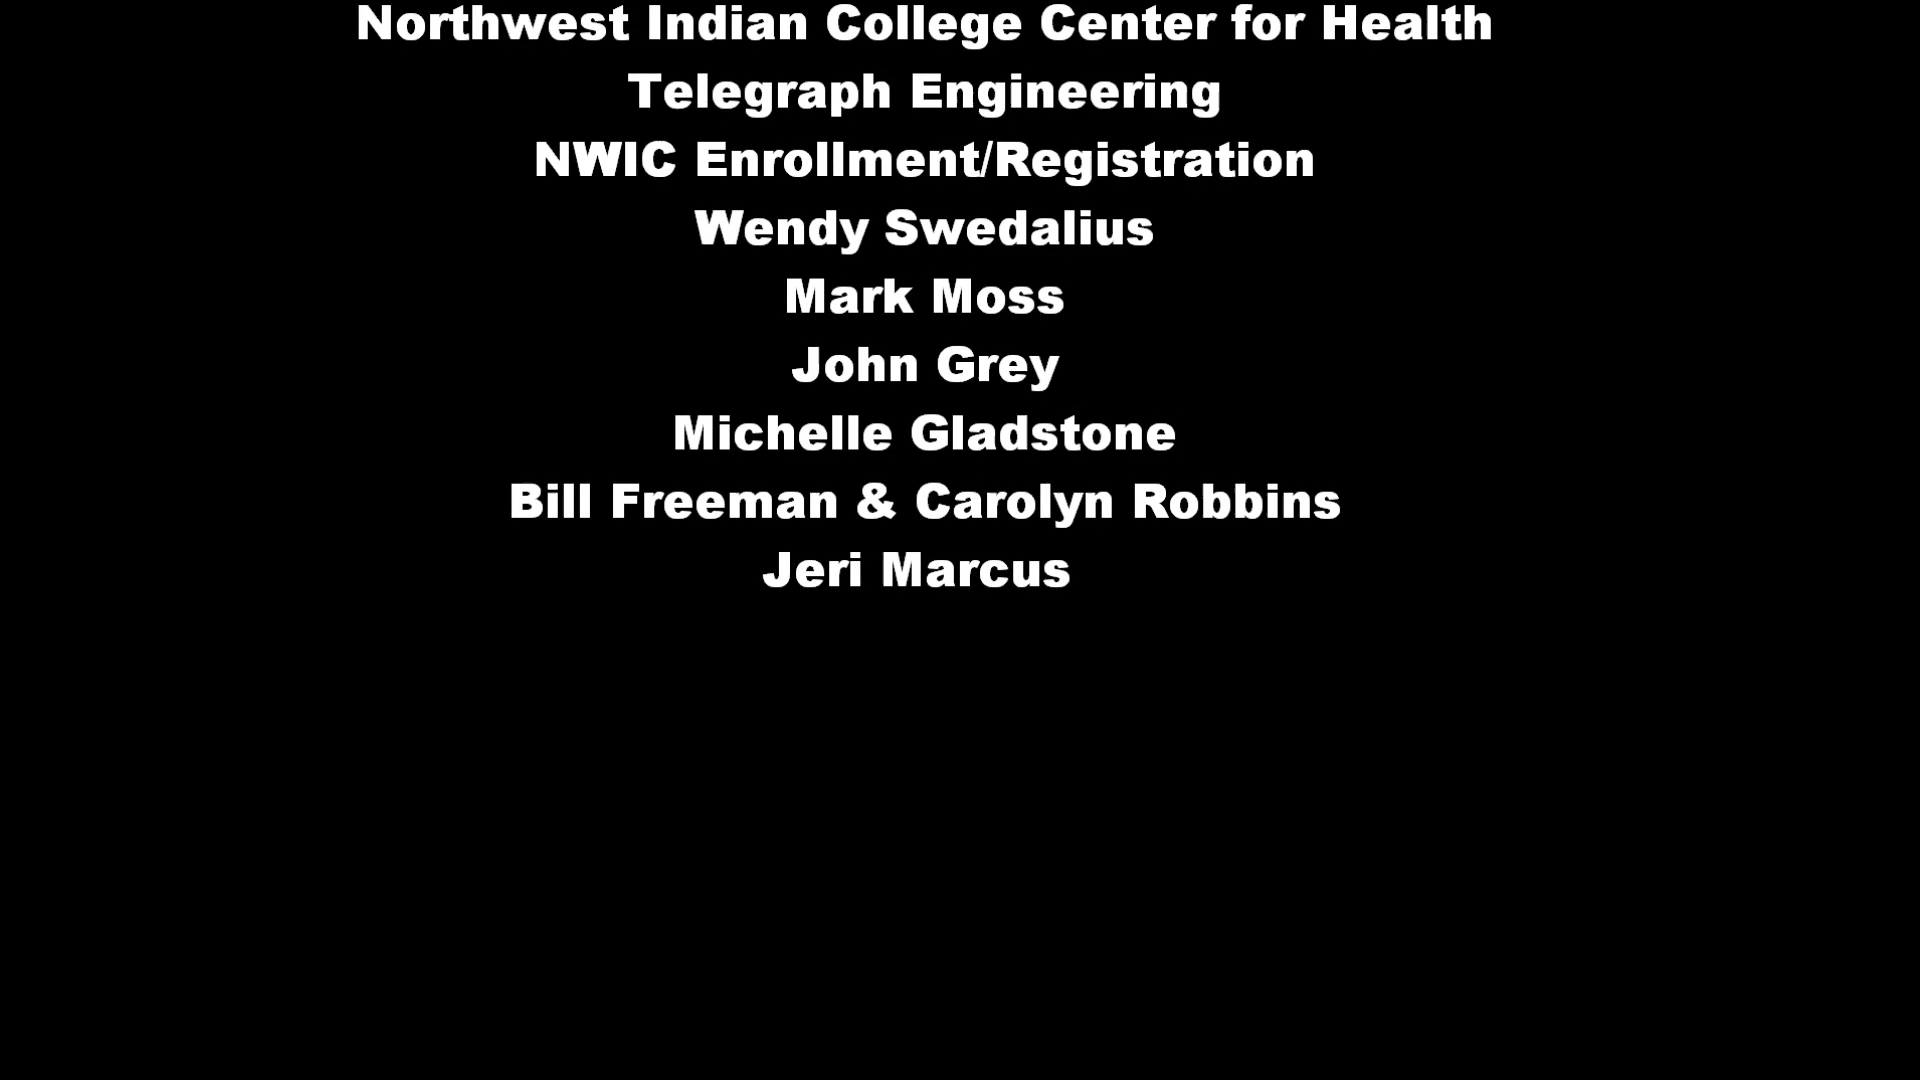 Northwest Indian College Center for Health
Telegraph Engineering
NWIC Enrollment/Registration
Wendy Swedalius
Mark Moss
John Grey
Michelle Gladstone
Bill Freeman & Carolyn Robbins
Jeri Marcus